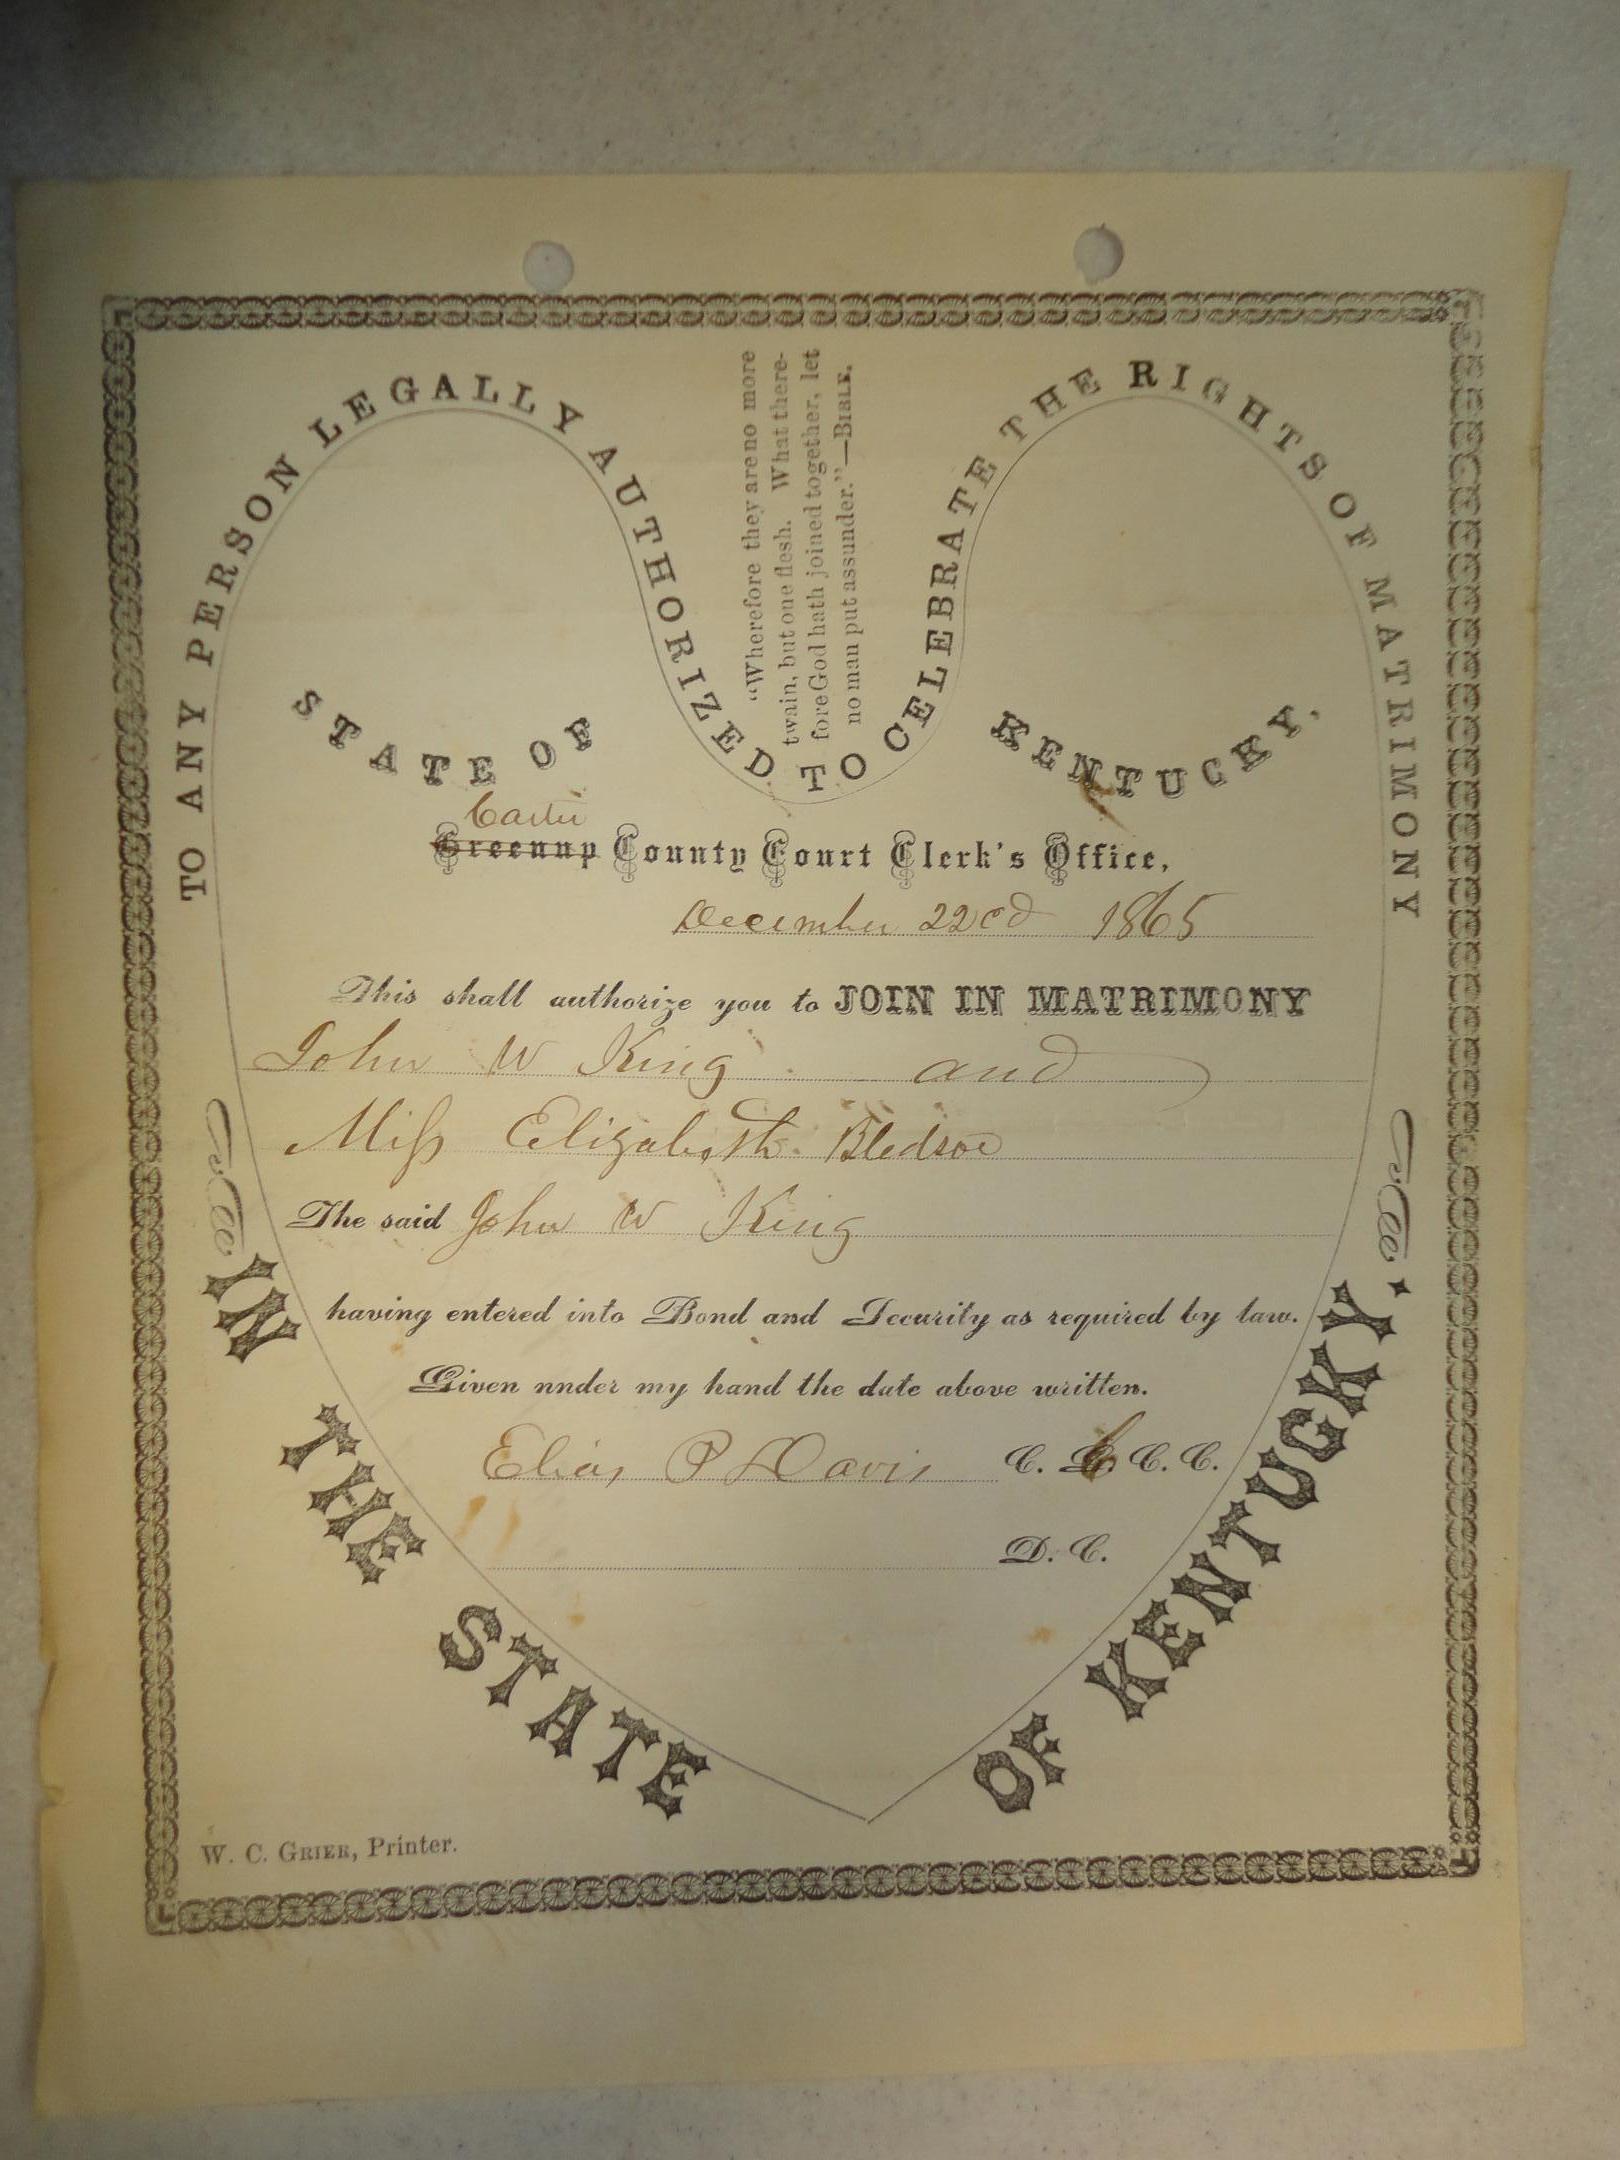 TO ANY PERSON LEGALLY AUTHORIZED TO CELEBRATE THE RIGHTS OF MATRIMONY
IN THE STATE OF KENTUCKY.
"Wherefore they are no more
twain, but one flesh. What there-
fore God hath joined together, let
no man put assunder."—BIBLE.
STATE OF KENTUCKY,
Carter
Greenup County Court Clerk's Office,
December 22cd 1865
This shall authorize you to JOIN IN MATRIMONY
John W King and
Miss Elizabeth Bledsoe
The said John W King
having entered into Bond and Security as required by law.
Given nnder my hand the date above written.
Elias P Davis C. C. C. C.
D. C.
W. C. GRIER, Printer.